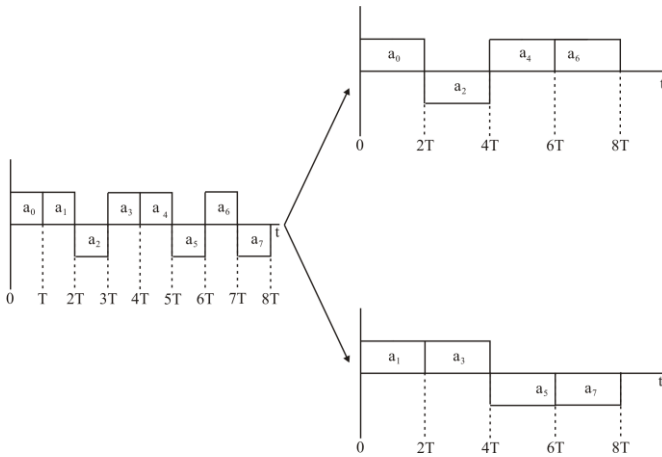 a₀ a₄ a₆
a₂
t
0 2T 4T 6T 8T
a₀ a₁ a₃ a₄ a₆
a₂ a₅ a₇
t
0 T 2T 3T 4T 5T 6T 7T 8T
a₁ a₃
a₅ a₇
t
0 2T 4T 6T 8T